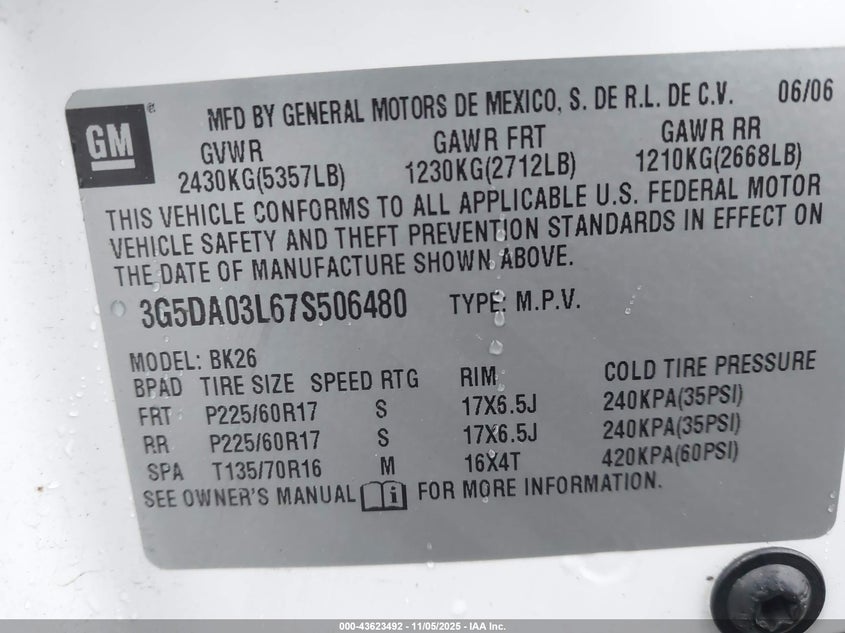 GM ®
MFD BY GENERAL MOTORS DE MEXICO, S. DE R.L. DE C.V. 06/06
GVWR GAWR FRT GAWR RR
2430KG(5357LB) 1230KG(2712LB) 1210KG(2668LB)
THIS VEHICLE CONFORMS TO ALL APPLICABLE U.S. FEDERAL MOTOR
VEHICLE SAFETY AND THEFT PREVENTION STANDARDS IN EFFECT ON
THE DATE OF MANUFACTURE SHOWN ABOVE.
3G5DA03L67S506480 TYPE: M.P.V.
MODEL: BK26
BPAD TIRE SIZE SPEED RTG RIM COLD TIRE PRESSURE
FRT P225/60R17 S 17X6.5J 240KPA(35PSI)
RR P225/60R17 S 17X6.5J 240KPA(35PSI)
SPA T135/70R16 M 16X4T 420KPA(60PSI)
SEE OWNER'S MANUAL i FOR MORE INFORMATION.
000-43623492 - 11/05/2025 - IAA Inc.